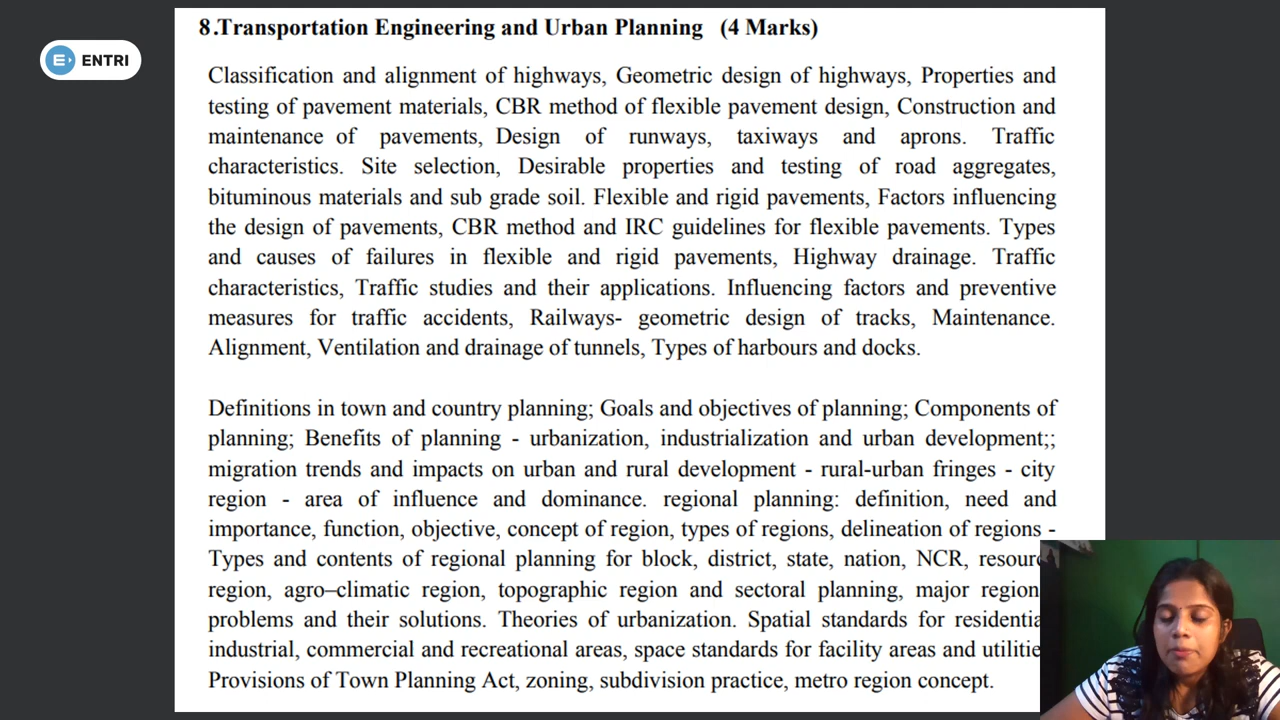 8.Transportation Engineering and Urban Planning (4 Marks)
ENTRI
Classification and alignment of highways, Geometric design of highways, Properties and
testing of pavement materials, CBR method of flexible pavement design, Construction and
maintenance of pavements, Design of runways, taxiways and aprons. Traffic
characteristics. Site selection, Desirable properties and testing of road aggregates,
bituminous materials and sub grade soil. Flexible and rigid pavements, Factors influencing
the design of pavements, CBR method and IRC guidelines for flexible pavements. Types
and causes of failures in flexible and rigid pavements, Highway drainage. Traffic
characteristics, Traffic studies and their applications. Influencing factors and preventive
measures for traffic accidents, Railways- geometric design of tracks, Maintenance.
Alignment, Ventilation and drainage of tunnels, Types of harbours and docks.
Definitions in town and country planning; Goals and objectives of planning; Components of
planning; Benefits of planning - urbanization, industrialization and urban development;;
migration trends and impacts on urban and rural development - rural-urban fringes - city
region - area of influence and dominance. regional planning: definition, need and
importance, function, objective, concept of region, types of regions, delineation of regions -
Types and contents of regional planning for block, district, state, nation, NCR,
region, agro–climatic region, topographic region and sectoral planning, major
problems and their solutions. Theories of urbanization. Spatial standards for
industrial, commercial and recreational areas, space standards for facility areas and
Provisions of Town Planning Act, zoning, subdivision practice, metro region concept.